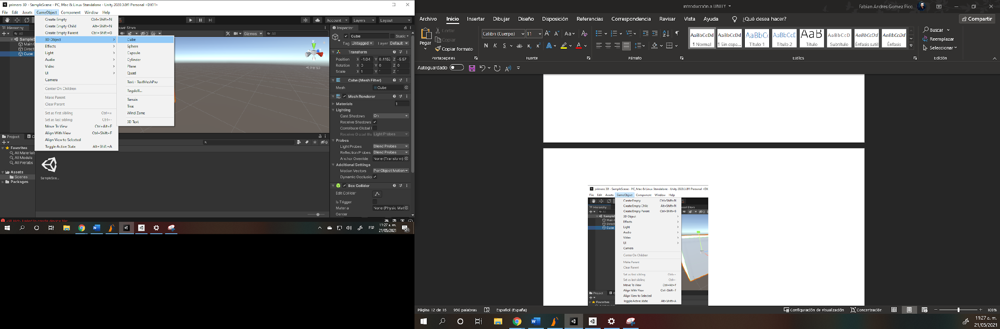 primero 3D - SampleScene - PC, Mac & Linux Standalone - Unity 2020.3.8f1 Personal <DX11>
File Edit Assets GameObject Component Window Help
Account Layers Layout
Hierarchy
All
SampleS
Main C
Direct
Cube
Create Empty Ctrl+Shift+N
Create Empty Child Alt+Shift+N
Create Empty Parent Ctrl+Shift+G
3D Object
Effects
Light
Audio
Video
UI
Camera
Center On Children
Make Parent
Clear Parent
Set as first sibling Ctrl+=
Set as last sibling Ctrl+-
Move To View Ctrl+Alt+F
Align With View Ctrl+Shift+F
Align View to Selected
Toggle Active State Alt+Shift+A
Cube
Sphere
Capsule
Cylinder
Plane
Quad
Text - TextMeshPro
Ragdoll...
Terrain
Tree
Wind Zone
3D Text
sset Store
Gizmos All
Persp
Inspector
Cube Static
Tag Untagged Layer Default
Transform
Position X -1.04 Y 0.4152 Z -5.57
Rotation X 0 Y 0 Z 0
Scale X 1 Y 1 Z 1
Cube (Mesh Filter)
Mesh Cube
Mesh Renderer
Materials 1
Lighting
Cast Shadows On
Receive Shadows
Contribute Global I
Receive Global Illu Light Probes
Probes
Light Probes Blend Probes
Reflection Probes Blend Probes
Anchor Override None (Transform)
Additional Settings
Motion Vectors Per Object Motion
Dynamic Occlusion
Box Collider
Edit Collider
Is Trigger
Material None (Physic Mat
Center
Project C
Favorites
All Materials
All Models
All Prefabs
Assets
Scenes
Packages
SampleSce...
9
<RI.Hid> Failed to create device file:
ESP 11:27 a. m.
21/05/2021
21
introducción a UNITY
Fabian Andres Gomez Pico
Archivo Inicio Insertar Dibujar Diseño Disposición Referencias Correspondencia Revisar Vista Ayuda ¿Qué desea hacer? Compartir
Pegar
Cortar
Copiar
Copiar formato
Portapapeles
Calibri (Cuerpo) 11
N K S ab
Fuente
Párrafo
AaBbCcDd AaBbCcDd AaBbC( AaBbCcE AaB AaBbCcD AaBbCcDd AaBbCcDd
¶ Normal ¶ Sin espa... Título 1 Título 2 Título Subtítulo Énfasis sutil Énfasis
Estilos
Buscar
Reemplazar
Seleccionar
Edición
Autoguardado
primero 3D - SampleScene - PC, Mac & Linux Standalone - Unity 2020.3.8f1 Personal <DX
File Edit Assets GameObject Component Window Help
Hierarchy
All
SampleS
Main C
Direct
Cube
sset Store
Create Empty Ctrl+Shift+N
Create Empty Child Alt+Shift+N
Create Empty Parent Ctrl+Shift+G
3D Object
Effects
Light
Audio
Video
UI
Camera
Center On Children
Make Parent
Clear Parent
Set as first sibling Ctrl+=
Set as last sibling Ctrl+-
Move To View Ctrl+Alt+F
Align With View Ctrl+Shift+F
Align View to Selected
Toggle Active State Alt+Shift+A
Project C
Favorites
Página 12 de 16 950 palabras Español (España) Configuración de visualización Concentración 103%
11:27 a. m.
21/05/2021